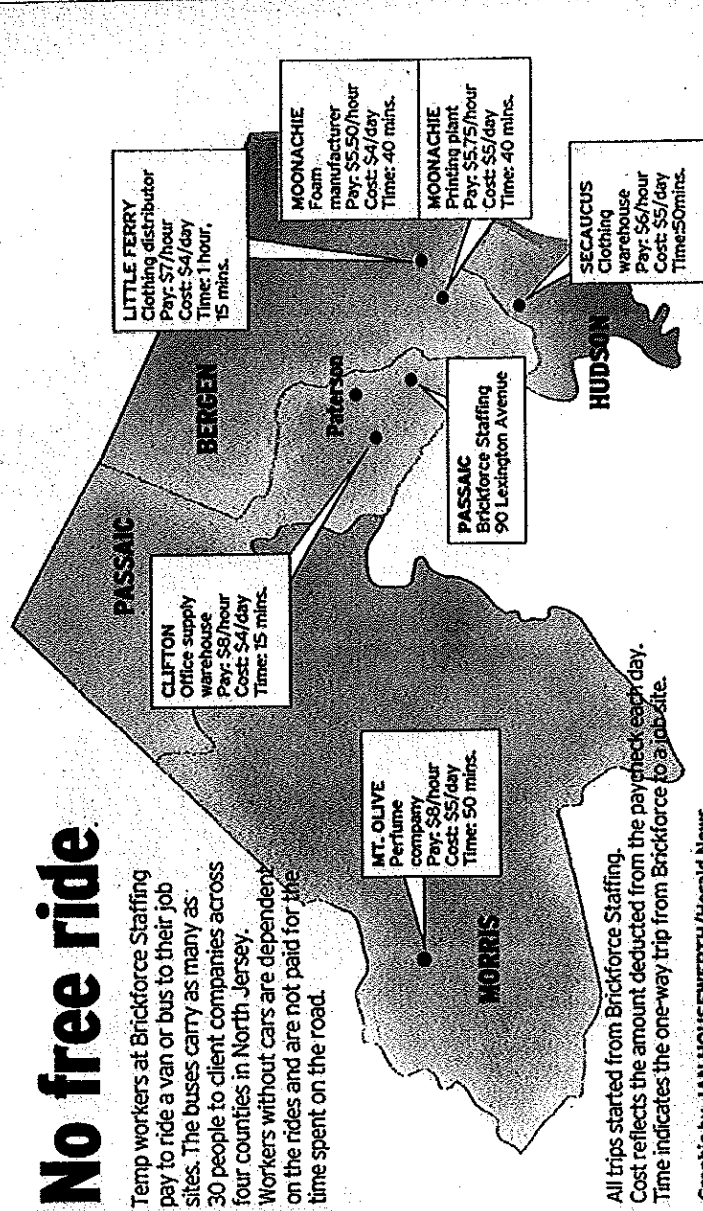 No free ride
Temp workers at Brickforce Staffing
pay to ride a van or bus to their job
sites. The buses carry as many as
30 people to client companies across
four counties in North Jersey.
Workers without cars are dependent
on the rides and are not paid for the
time spent on the road.
PASSAIC
BERGEN
Paterson
MORRIS
HUDSON
CLIFTON
Office supply
warehouse
Pay: $8/hour
Cost: $4/day
Time: 15 mins.
LITTLE FERRY
Clothing distributor
Pay: $7/hour
Cost: $4/day
Time: 1 hour,
15 mins.
MOONACHIE
Foam
manufacturer
Pay: $5.50/hour
Cost: $4/day
Time: 40 mins.
MOONACHIE
Printing plant
Pay: $5.75/hour
Cost: $5/day
Time: 40 mins.
SECAUCUS
Clothing
warehouse
Pay: $6/hour
Cost: $5/day
Time:50mins.
PASSAIC
Brickforce Staffing
90 Lexington Avenue
MT. OLIVE
Perfume
company
Pay: $8/hour
Cost: $5/day
Time: 50 mins.
All trips started from Brickforce Staffing.
Cost reflects the amount deducted from the paycheck each day.
Time indicates the one-way trip from Brickforce to a job site.
Graphic by JAN HOUSEWERTH/Herald News